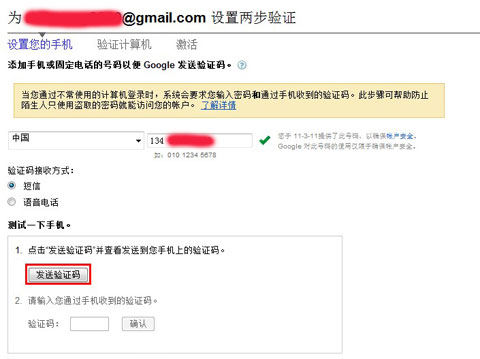 为 @gmail.com 设置两步验证
设置您的手机 验证计算机 激活
添加手机或固定电话的号码以便 Google 发送验证码。
当您通过不常使用的计算机登录时,系统会要求您输入密码和通过手机收到的验证码。此步骤可帮助防止
陌生人只使用盗取的密码就能访问您的帐户。 了解详情
中国 134
您于 11-3-11提供了此号码,以确保帐户安全。
Google 对此号码的使用仅限于确保帐户安全。
如:010 1234 5678
验证码接收方式:
短信
语音电话
测试一下手机。
1. 点击“发送验证码”并查看发送到您手机上的验证码。
发送验证码
2. 请输入您通过手机收到的验证码。
验证码: 确认